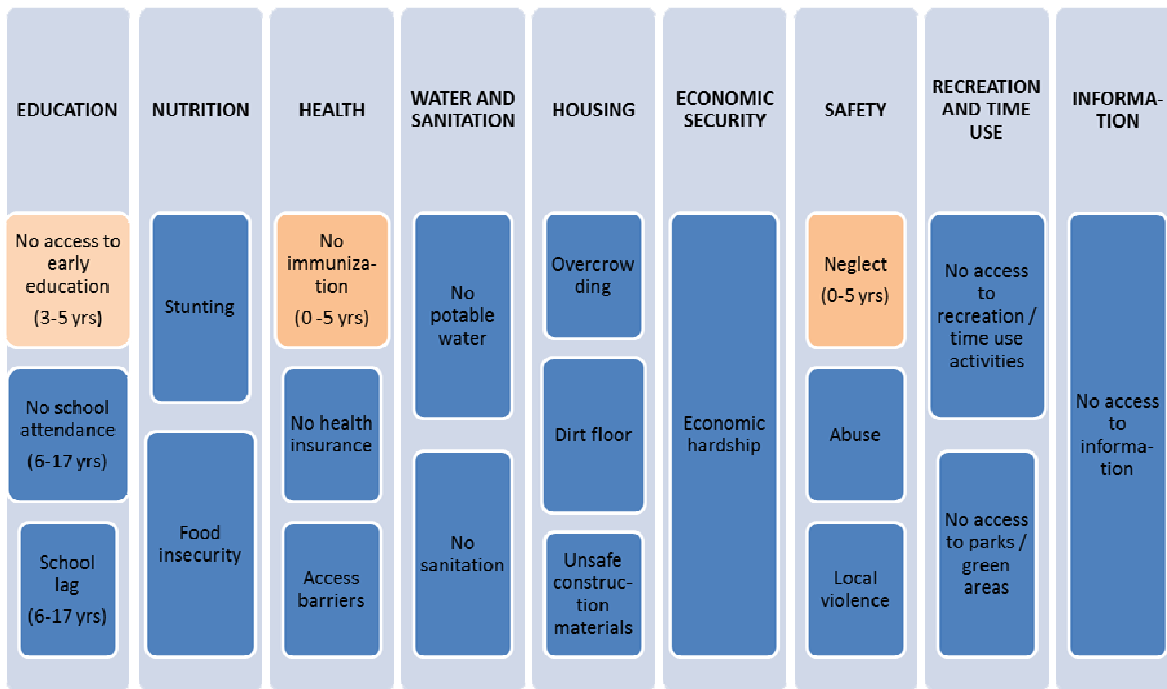 EDUCATION
No access to
early
education
(3-5 yrs)
No school
attendance
(6-17 yrs)
School
lag
(6-17 yrs)
NUTRITION
Stunting
Food
insecurity
HEALTH
No
immuniza-
tion
(0 -5 yrs)
No health
insurance
Access
barriers
WATER AND
SANITATION
No
potable
water
No
sanitation
HOUSING
Overcrow
ding
Dirt floor
Unsafe
construc-
tion
materials
ECONOMIC
SECURITY
Economic
hardship
SAFETY
Neglect
(0-5 yrs)
Abuse
Local
violence
RECREATION
AND TIME
USE
No access
to
recreation /
time use
activities
No access
to parks /
green
areas
INFORMA-
TION
No access
to
informa-
tion